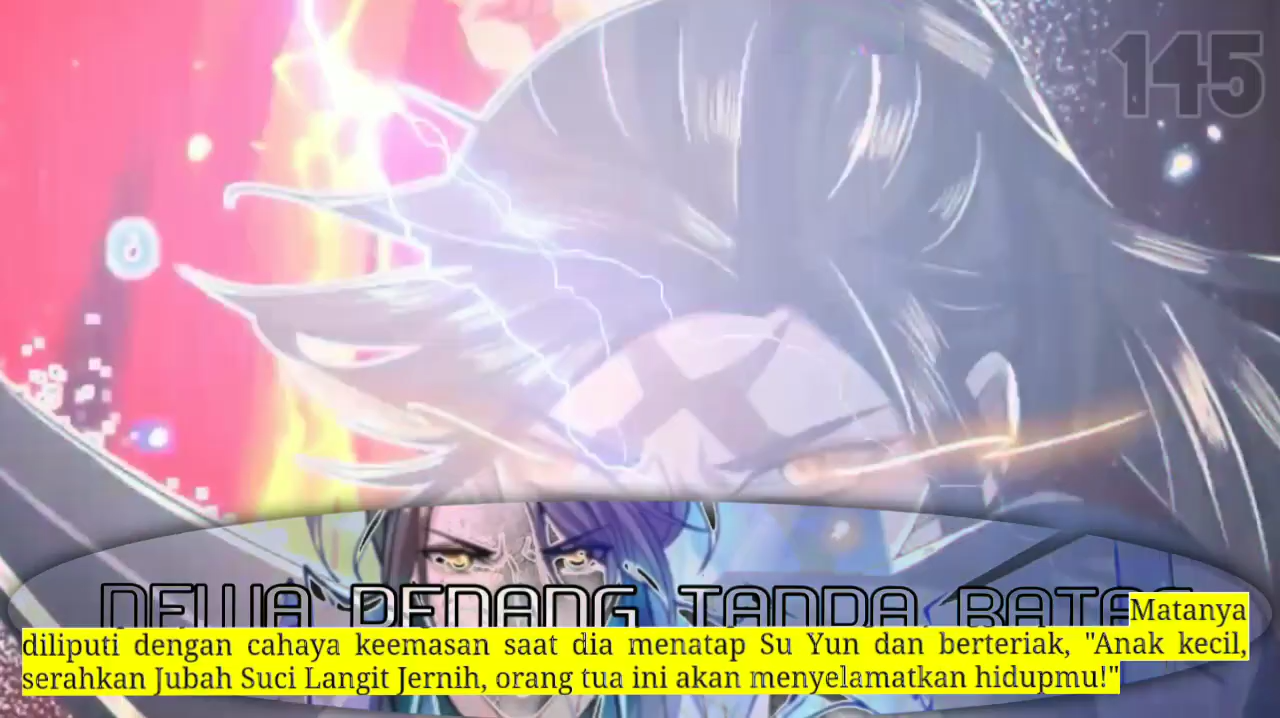 145
DEWA PEDANG TANPA BATAS
Matanya
diliputi dengan cahaya keemasan saat dia menatap Su Yun dan berteriak, "Anak kecil,
serahkan Jubah Suci Langit Jernih, orang tua ini akan menyelamatkan hidupmu!"
145